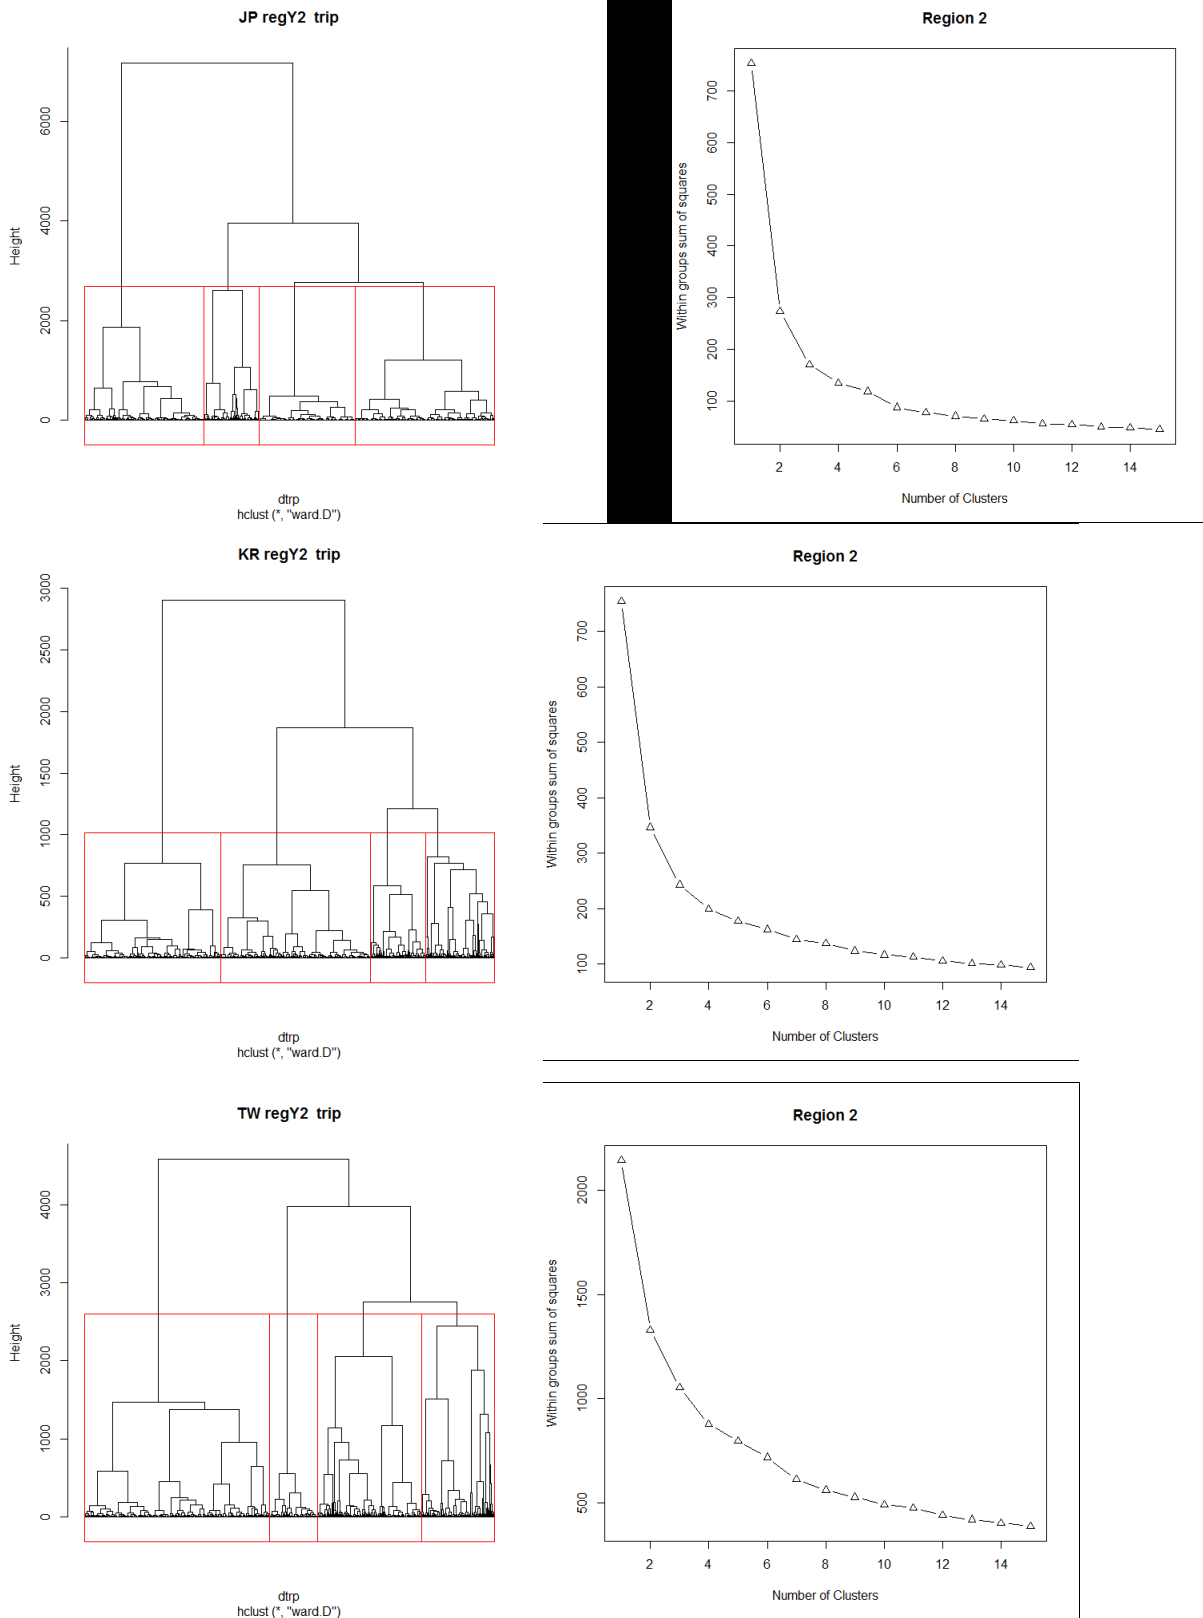 JP regY2  trip
Height
0
2000
4000
6000
dtrp
hclust (*, "ward.D")
Region 2
Within groups sum of squares
100
200
300
400
500
600
700
2 4 6 8 10 12 14
Number of Clusters
KR regY2  trip
Height
0
500
1000
1500
2000
2500
3000
dtrp
hclust (*, "ward.D")
Region 2
Within groups sum of squares
100
200
300
400
500
600
700
2 4 6 8 10 12 14
Number of Clusters
TW regY2  trip
Height
0
1000
2000
3000
4000
dtrp
hclust (*, "ward.D")
Region 2
Within groups sum of squares
500
1000
1500
2000
2 4 6 8 10 12 14
Number of Clusters